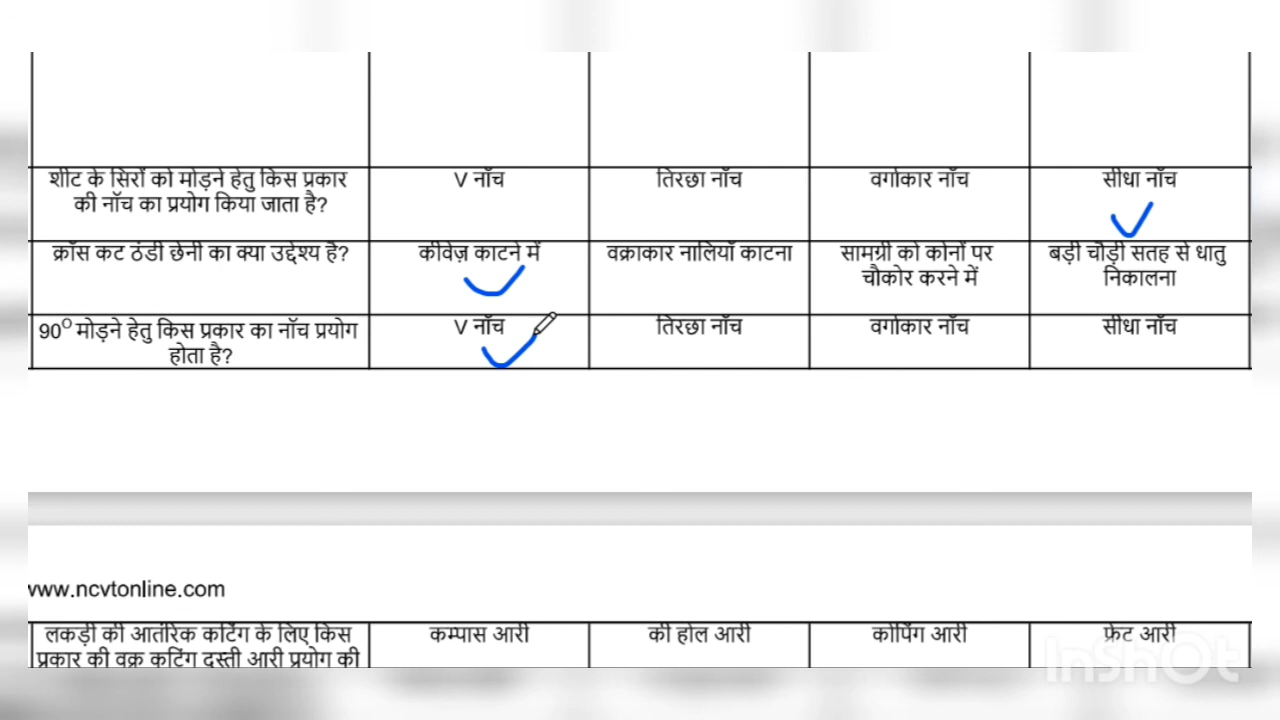 शीट के सिरों को मोड़ने हेतु किस प्रकार की नॉच का प्रयोग किया जाता है?
V नॉच
तिरछा नॉच
वर्गाकार नॉच
सीधा नॉच
क्रॉस कट ठंडी छेनी का क्या उद्देश्य है?
कीवेज़ काटने में
वक्राकार नालियाँ काटना
सामग्री को कोनों पर चौकोर करने में
बड़ी चौड़ी सतह से धातु निकालना
90° मोड़ने हेतु किस प्रकार का नॉच प्रयोग होता है?
V नॉच
तिरछा नॉच
वर्गाकार नॉच
सीधा नॉच
www.ncvtonline.com
लकड़ी की आतंरिक कटिंग के लिए किस प्रकार की वक्र कटिंग दस्ती आरी प्रयोग की
कम्पास आरी
की होल आरी
कोपिंग आरी
फ्रेट आरी
InShOt